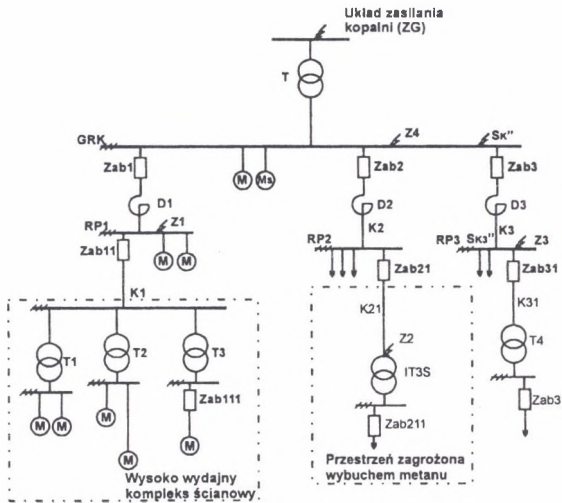 Układ zasilania
kopalni (ZG)
T
GRK
Z4
Sᴋ"
Zab1
M
Ms
Zab2
Zab3
D1
D2
D3
RP1
Z1
K2
K3
Zab11
M
M
RP2
RP3
Sᴋ3"
Z3
Zab21
Zab31
K1
K21
K31
T1
T2
T3
Z2
IT3S
T4
M
M
M
M
Zab111
M
Zab211
Zab3
Wysoko wydajny
kompleks ścianowy
Przestrzeń zagrożona
wybuchem metanu